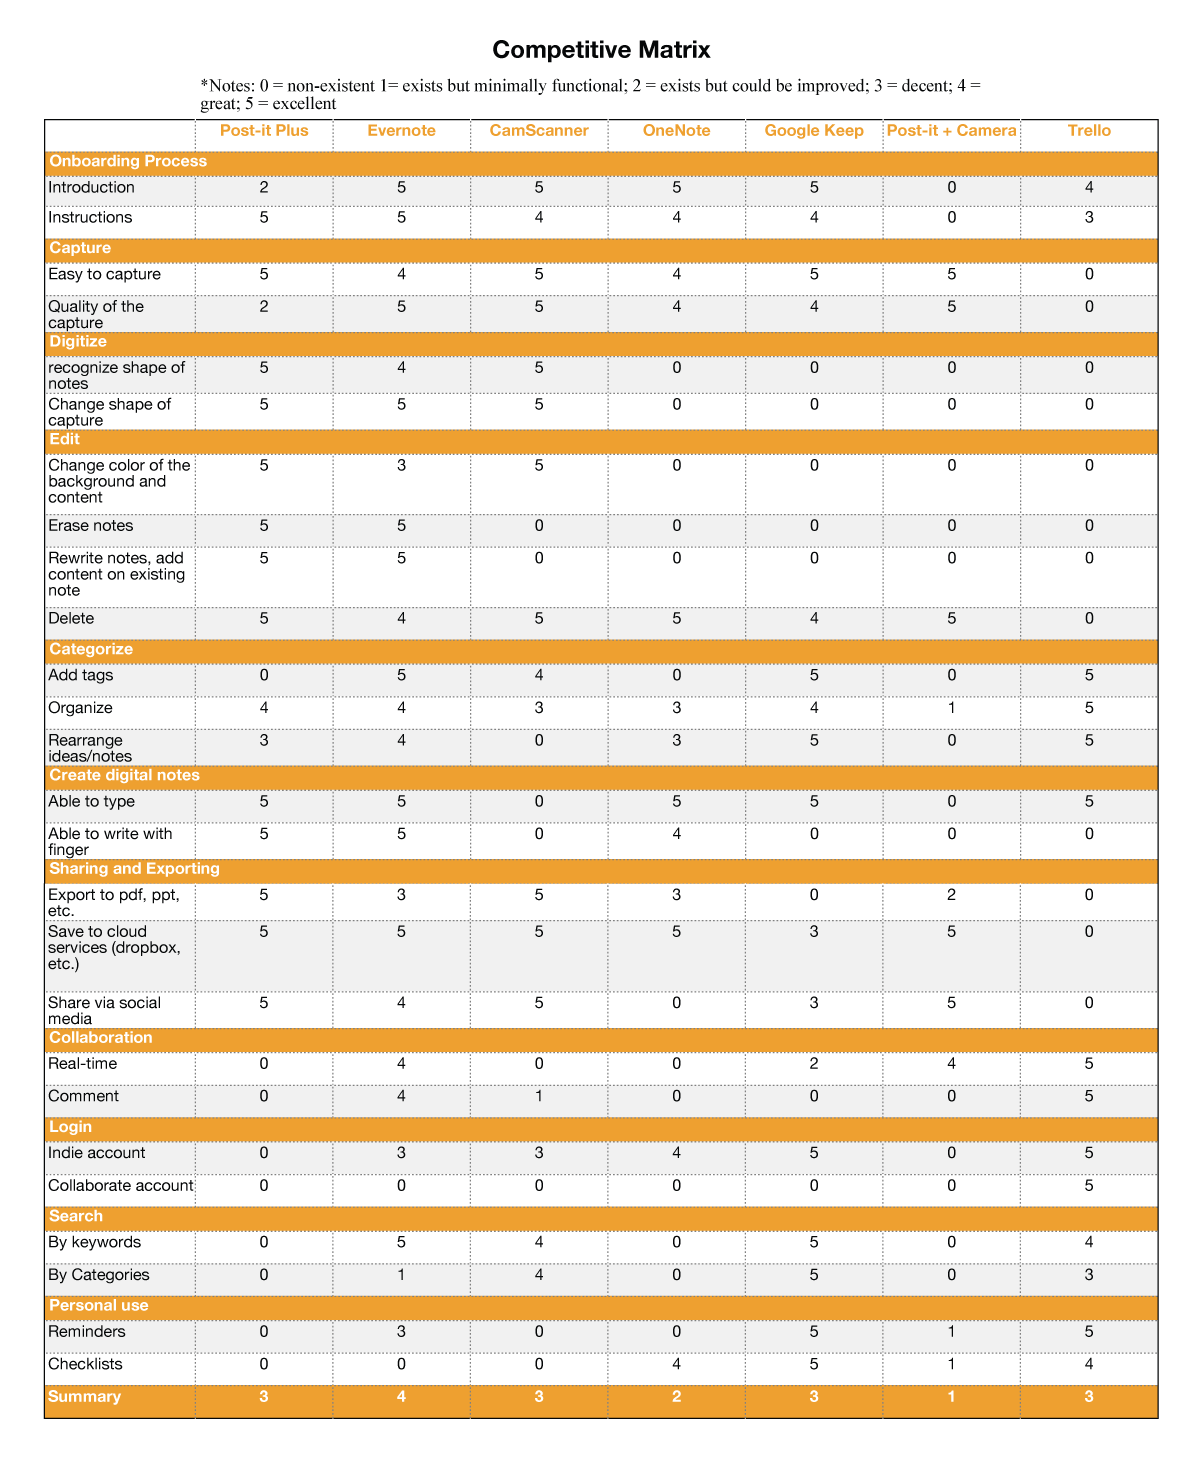 Competitive Matrix
*Notes: 0 = non-existent 1= exists but minimally functional; 2 = exists but could be improved; 3 = decent; 4 =
great; 5 = excellent
Post-it Plus Evernote CamScanner OneNote Google Keep Post-it + Camera Trello
Onboarding Process
Introduction 2 5 5 5 5 0 4
Instructions 5 5 4 4 4 0 3
Capture
Easy to capture 5 4 5 4 5 5 0
Quality of the 2 5 5 4 4 5 0
capture
Digitize
recognize shape of 5 4 5 0 0 0 0
notes
Change shape of 5 5 5 0 0 0 0
capture
Edit
Change color of the 5 3 5 0 0 0 0
background and
content
Erase notes 5 5 0 0 0 0 0
Rewrite notes, add 5 5 0 0 0 0 0
content on existing
note
Delete 5 4 5 5 4 5 0
Categorize
Add tags 0 5 4 0 5 0 5
Organize 4 4 3 3 4 1 5
Rearrange 3 4 0 3 5 0 5
ideas/notes
Create digital notes
Able to type 5 5 0 5 5 0 5
Able to write with 5 5 0 4 0 0 0
finger
Sharing and Exporting
Export to pdf, ppt, 5 3 5 3 0 2 0
etc.
Save to cloud 5 5 5 5 3 5 0
services (dropbox,
etc.)
Share via social 5 4 5 0 3 5 0
media
Collaboration
Real-time 0 4 0 0 2 4 5
Comment 0 4 1 0 0 0 5
Login
Indie account 0 3 3 4 5 0 5
Collaborate account 0 0 0 0 0 0 5
Search
By keywords 0 5 4 0 5 0 4
By Categories 0 1 4 0 5 0 3
Personal use
Reminders 0 3 0 0 5 1 5
Checklists 0 0 0 4 5 1 4
Summary 3 4 3 2 3 1 3